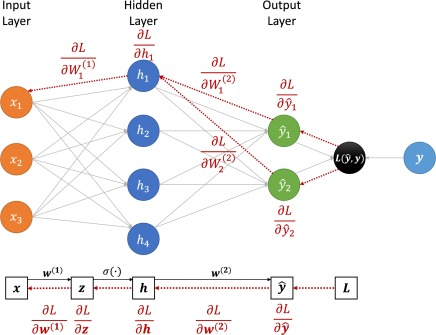 Input Layer
Hidden Layer
Output Layer
∂L/∂W₁⁽¹⁾
∂L/∂h₁
∂L/∂W₁⁽²⁾
∂L/∂ŷ₁
x₁
h₁
h₂
ŷ₁
x₂
∂L/∂W₂⁽²⁾
L(ŷ, y)
y
h₃
ŷ₂
x₃
h₄
∂L/∂ŷ₂
w⁽¹⁾
σ(·)
w⁽²⁾
x
z
h
ŷ
L
∂L/∂w⁽¹⁾
∂L/∂z
∂L/∂h
∂L/∂w⁽²⁾
∂L/∂ŷ